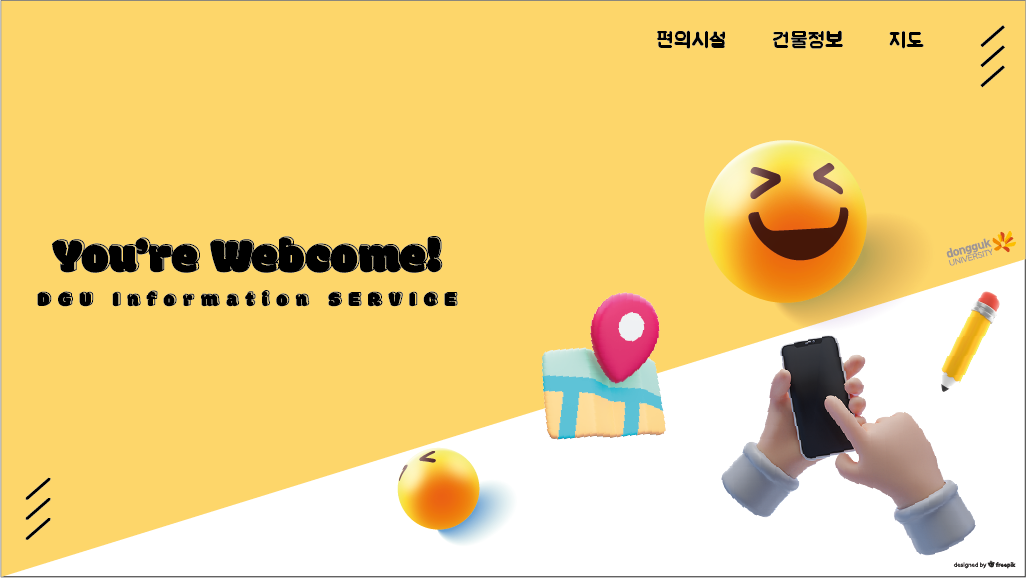 편의시설 건물정보 지도
You're Webcome!
DGU Information SERVICE
dongguk
UNIVERSITY
designed by freepik